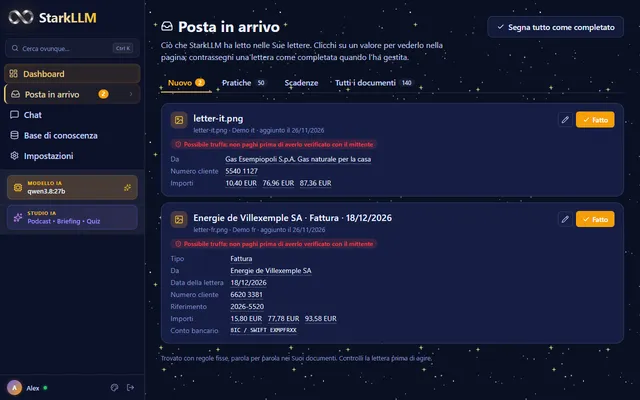 StarkLLM
Cerca ovunque...
Ctrl K
Dashboard
Posta in arrivo
2
Chat
Base di conoscenza
Impostazioni
MODELLO IA
qwen3.8:27b
STUDIO IA
Podcast • Briefing • Quiz
A
Alex
Posta in arrivo
Segna tutto come completato
Ciò che StarkLLM ha letto nelle Sue lettere. Clicchi su un valore per vederlo nella
pagina; contrassegni una lettera come completata quando l'ha gestita.
Nuovo 2
Pratiche 50
Scadenze
Tutti i documenti 140
letter-it.png
letter-it.png · Demo it · aggiunto il 26/11/2026
Fatto
Possibile truffa: non paghi prima di averlo verificato con il mittente
Da Gas Esempiopoli S.p.A. Gas naturale per la casa
Numero cliente 5540 1127
Importi 10,40 EUR 76,96 EUR 87,36 EUR
Energie de Villexemple SA · Fattura · 18/12/2026
letter-fr.png · Demo fr · aggiunto il 26/11/2026
Fatto
Possibile truffa: non paghi prima di averlo verificato con il mittente
Tipo Fattura
Da Energie de Villexemple SA
Data della lettera 18/12/2026
Numero cliente 6620 3381
Riferimento 2026-5520
Importi 15,80 EUR 77,78 EUR 93,58 EUR
Conto bancario BIC / SWIFT EXMPFRXX
Trovato con regole fisse, parola per parola nei Suoi documenti. Controlli la lettera prima di agire.